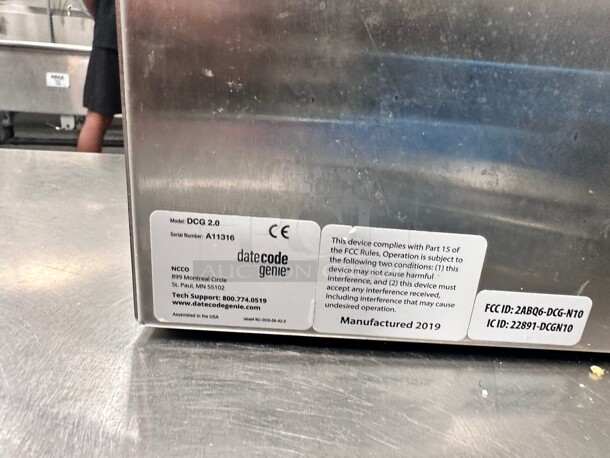 Model: DCG 2.0
Serial Number: A11316
CE
datecode
genie®
NCCO
899 Montreal Circle
St. Paul, MN 55102
Tech Support: 800.774.0519
www.datecodegenie.com
Assembled in the USA
This device complies with Part 15 of
the FCC Rules. Operation is subject to
the following two conditions: (1) this
device may not cause harmful
interference, and (2) this device must
accept any interference received,
including interference that may cause
undesired operation.
Manufactured 2019
FCC ID: 2ABQ6-DCG-N10
IC ID: 22891-DCGN10